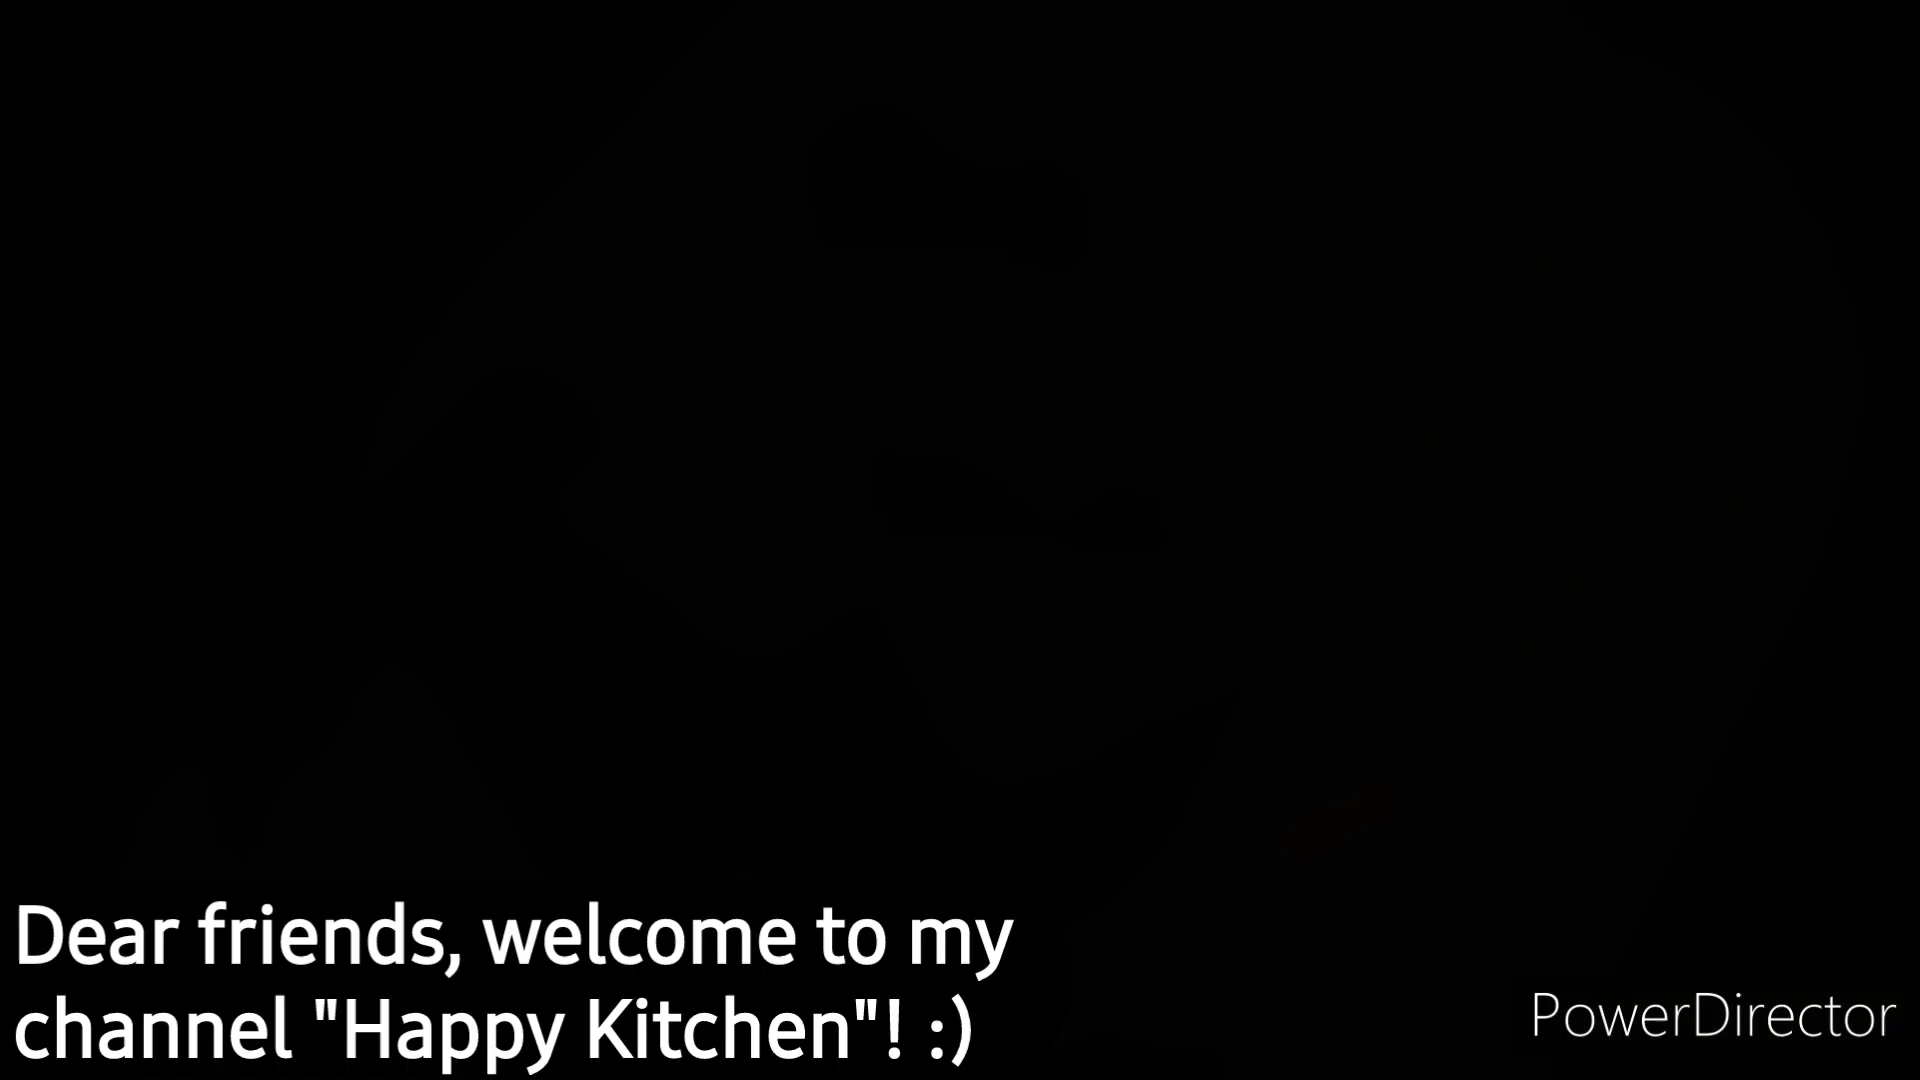 Dear friends, welcome to my
channel "Happy Kitchen"! :)
PowerDirector